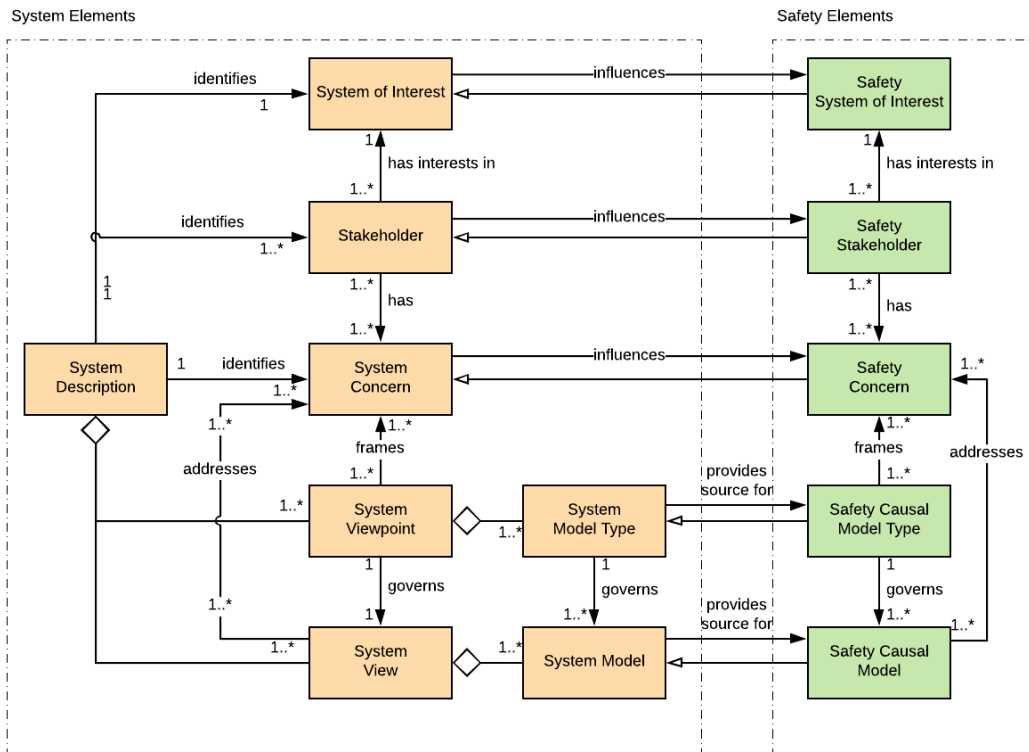 System Elements
Safety Elements
identifies
1
System of Interest
influences
Safety
System of Interest
1
has interests in
1..*
1
has interests in
1..*
identifies
1..*
Stakeholder
influences
Safety
Stakeholder
1..*
has
1..*
1..*
has
1..*
1
1
System
Description
1
identifies
1..*
System
Concern
influences
Safety
Concern
1..*
1..*
addresses
1..*
frames
1..*
1..*
frames
1..*
addresses
1..*
System
Viewpoint
1..*
System
Model Type
provides
source for
Safety Causal
Model Type
1
governs
1
1
governs
1..*
1
governs
1..*
1..*
1..*
System
View
1..*
System Model
provides
source for
Safety Causal
Model
1..*